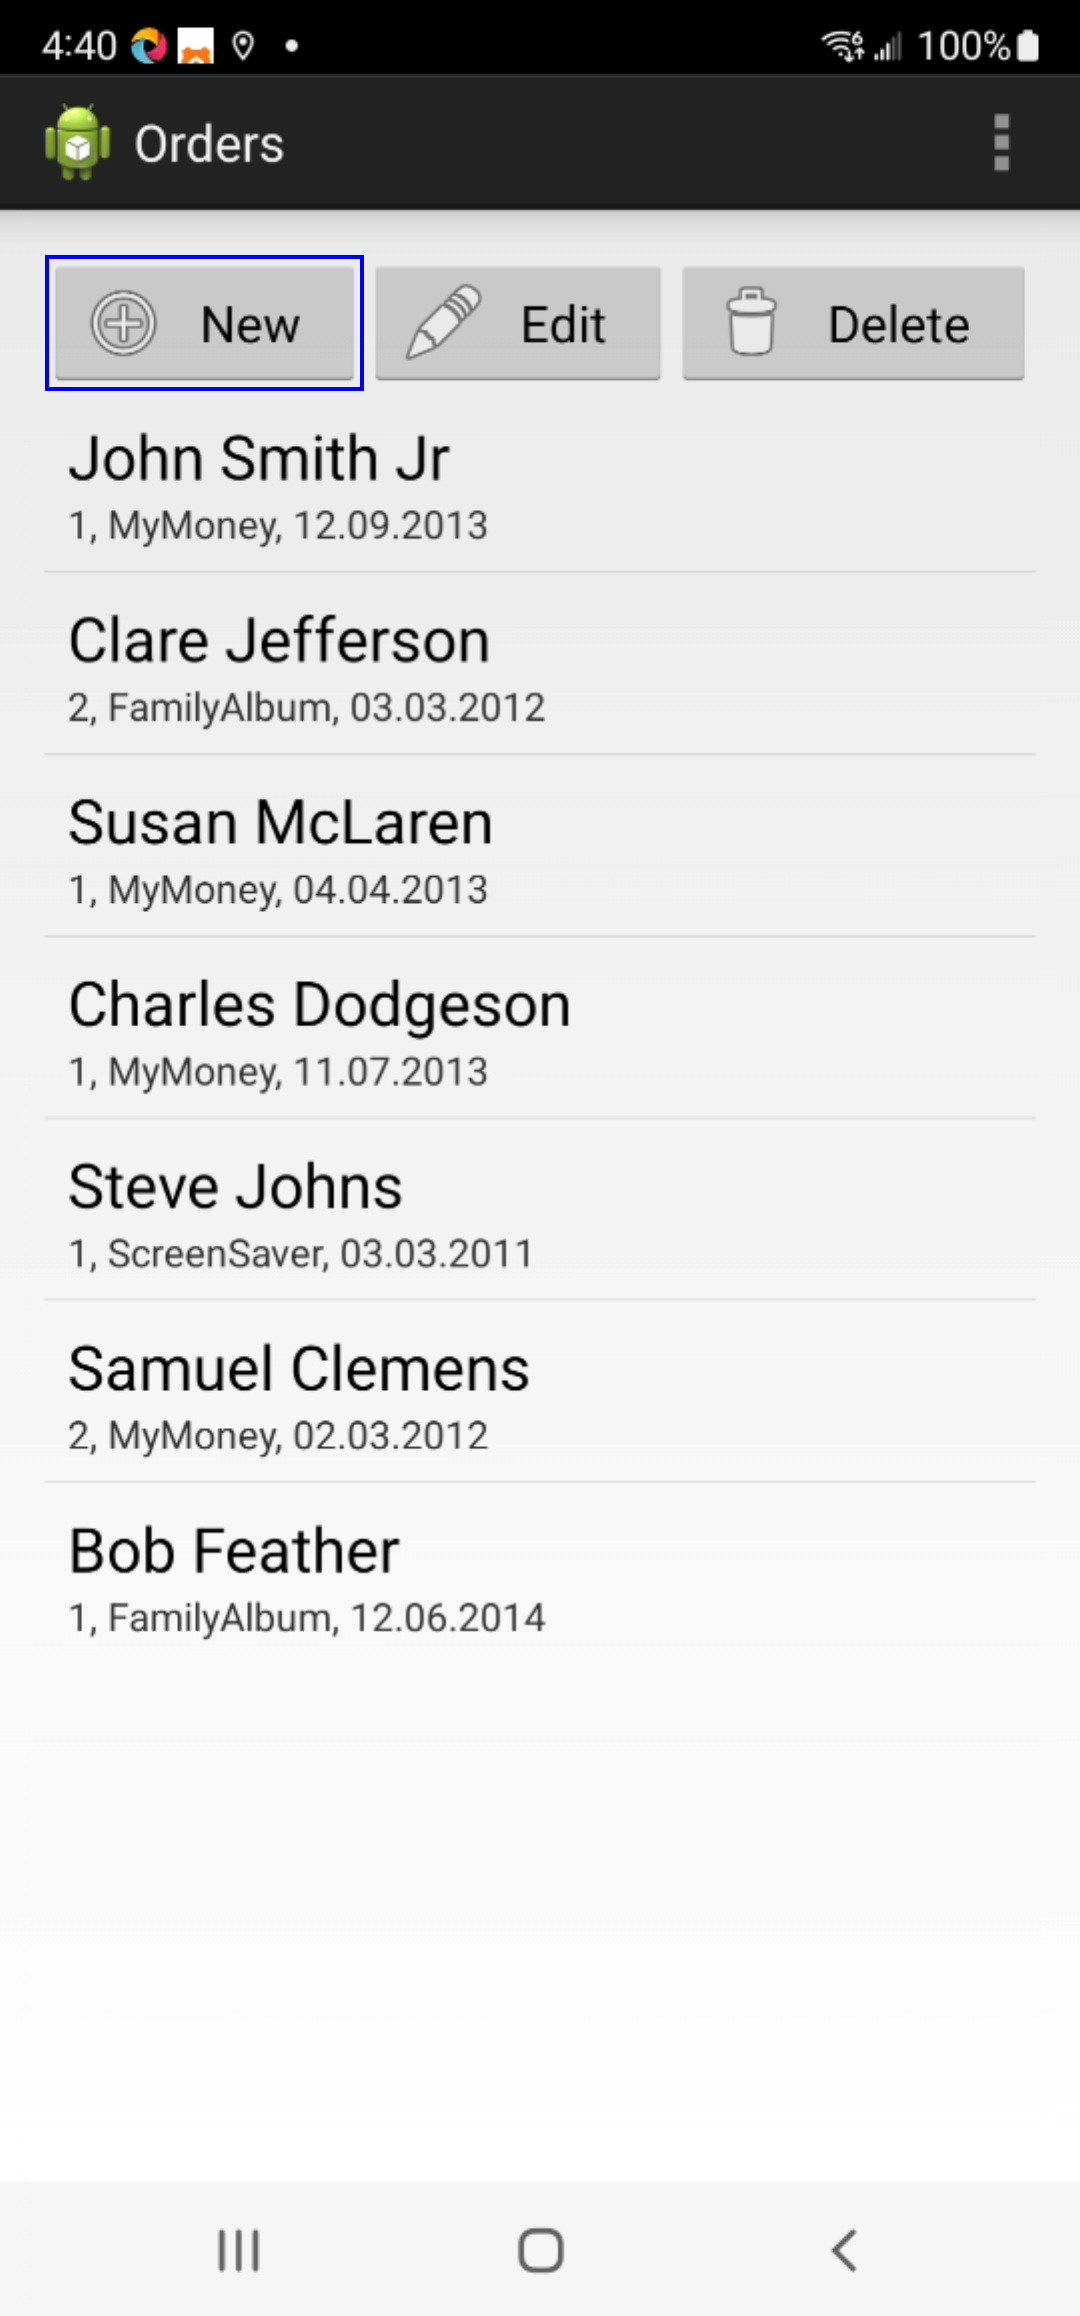 4:40 100%
Orders
New Edit Delete
John Smith Jr
1, MyMoney, 12.09.2013
Clare Jefferson
2, FamilyAlbum, 03.03.2012
Susan McLaren
1, MyMoney, 04.04.2013
Charles Dodgeson
1, MyMoney, 11.07.2013
Steve Johns
1, ScreenSaver, 03.03.2011
Samuel Clemens
2, MyMoney, 02.03.2012
Bob Feather
1, FamilyAlbum, 12.06.2014